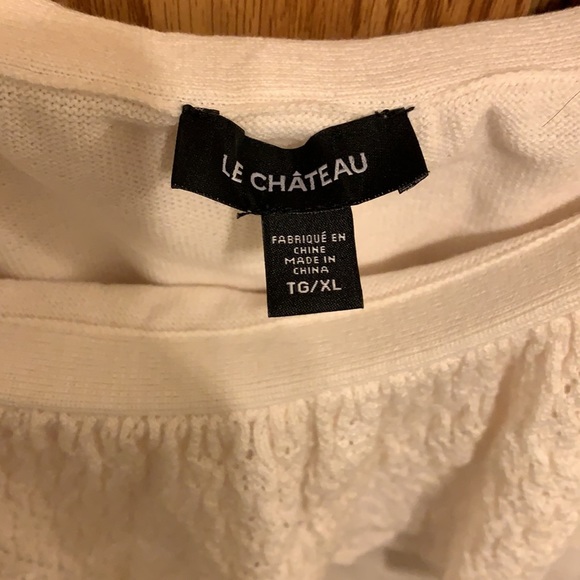 LE CHÂTEAU
FABRIQUÉ EN
CHINE
MADE IN
CHINA
TG/XL